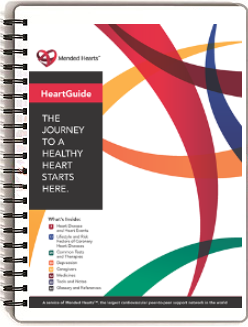 Mended Hearts™
HeartGuide
THE
JOURNEY
TO A
HEALTHY
HEART
STARTS
HERE.
What's Inside:
Heart Disease
and Heart Events
Lifestyle and Risk
Factors of Coronary
Heart Diseases
Common Tests
and Therapies
Depression
Caregivers
Medicines
Tools and Notes
Glossary and References
A service of Mended Hearts™, the largest cardiovascular peer-to-peer support network in the world.